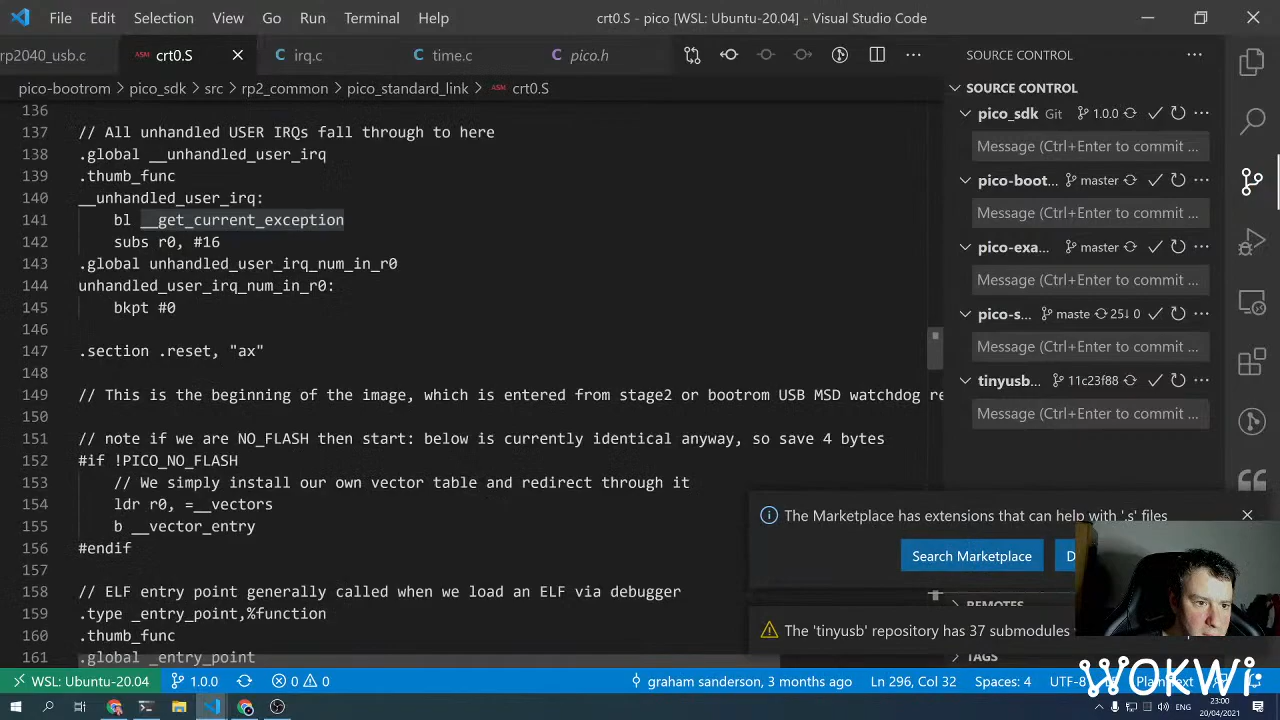 File Edit Selection View Go Run Terminal Help crt0.S - pico [WSL: Ubuntu-20.04] - Visual Studio Code
rp2040_usb.c ASM crt0.S C irq.c C time.c C pico.h SOURCE CONTROL
pico-bootrom > pico_sdk > src > rp2_common > pico_standard_link > ASM crt0.S
136
137 // All unhandled USER IRQs fall through to here
138 .global __unhandled_user_irq
139 .thumb_func
140 __unhandled_user_irq:
141 bl __get_current_exception
142 subs r0, #16
143 .global unhandled_user_irq_num_in_r0
144 unhandled_user_irq_num_in_r0:
145 bkpt #0
146
147 .section .reset, "ax"
148
149 // This is the beginning of the image, which is entered from stage2 or bootrom USB MSD watchdog re
150
151 // note if we are NO_FLASH then start: below is currently identical anyway, so save 4 bytes
152 #if !PICO_NO_FLASH
153 // We simply install our own vector table and redirect through it
154 ldr r0, =__vectors
155 b __vector_entry
156 #endif
157
158 // ELF entry point generally called when we load an ELF via debugger
159 .type _entry_point,%function
160 .thumb_func
161 .global _entry_point
SOURCE CONTROL
pico_sdk Git 1.0.0
Message (Ctrl+Enter to commit ...
pico-boot... master
Message (Ctrl+Enter to commit ...
pico-exa... master
Message (Ctrl+Enter to commit ...
pico-s... maste 25↓ 0
Message (Ctrl+Enter to commit ...
tinyusb... 11c23f88
Message (Ctrl+Enter to commit ...
The Marketplace has extensions that can help with '.s' files
Search Marketplace
REMOTES
The 'tinyusb' repository has 37 submodules
TAGS
WSL: Ubuntu-20.04 1.0.0 0 0 graham sanderson, 3 months ago Ln 296, Col 32 Spaces: 4 UTF-8
WOKWi
ENG 23:00
20/04/2021